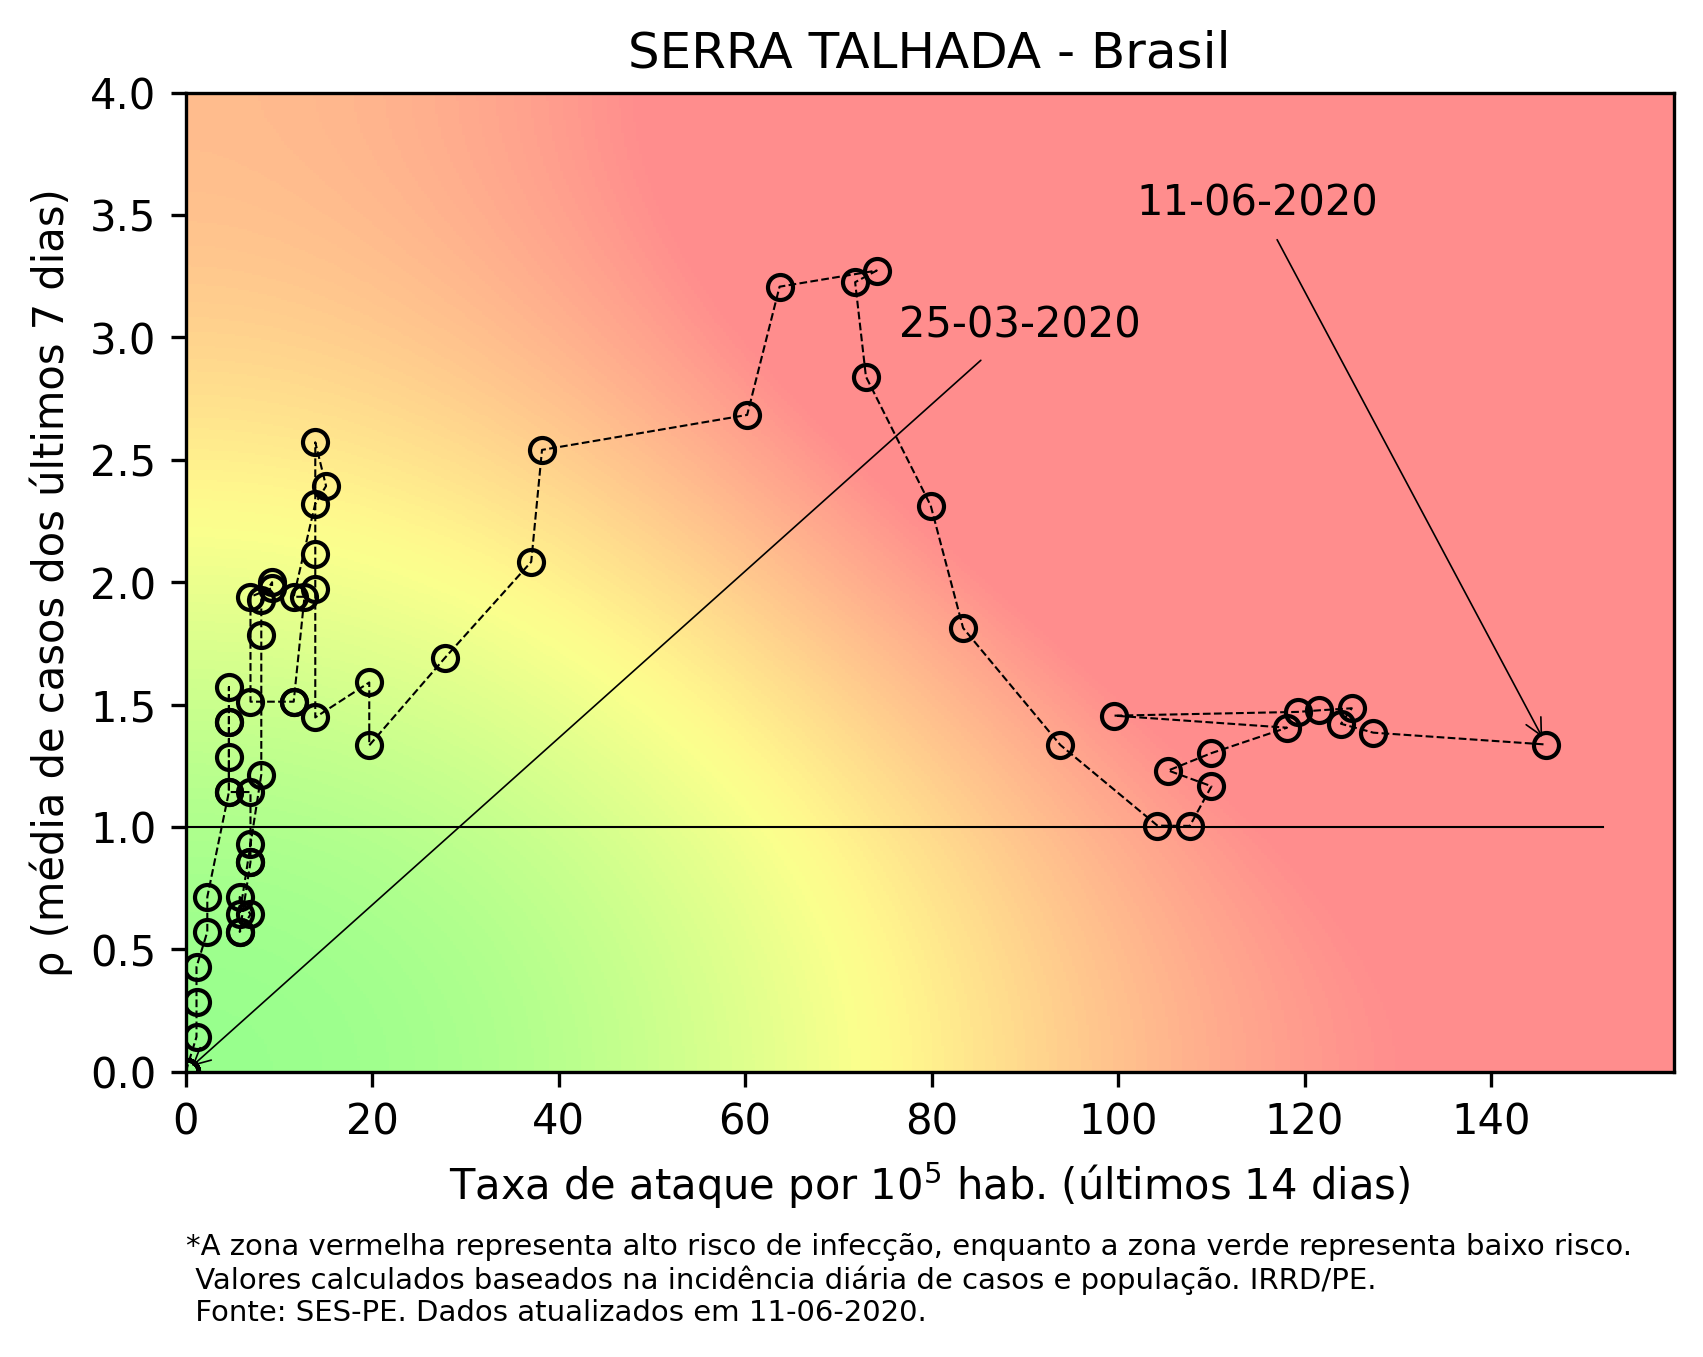 SERRA TALHADA - Brasil
ρ (média de casos dos últimos 7 dias)
4.0
3.5
3.0
2.5
2.0
1.5
1.0
0.5
0.0
11-06-2020
25-03-2020
0 20 40 60 80 100 120 140
Taxa de ataque por 10⁵ hab. (últimos 14 dias)
*A zona vermelha representa alto risco de infecção, enquanto a zona verde representa baixo risco.
Valores calculados baseados na incidência diária de casos e população. IRRD/PE.
Fonte: SES-PE. Dados atualizados em 11-06-2020.